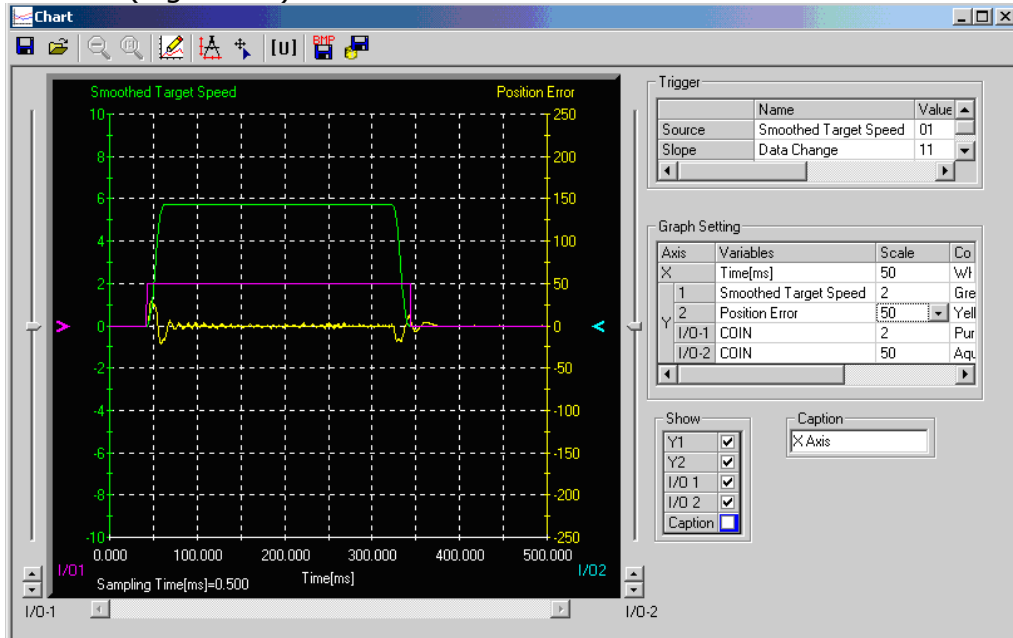 Chart
[U]
BMP
Smoothed Target Speed
Position Error
10
8
6
4
2
0
-2
-4
-6
-8
-10
250
200
150
100
50
0
-50
-100
-150
-200
-250
0.000 100.000 200.000 300.000 400.000 500.000
I/O1
Time[ms]
I/O2
Sampling Time[ms]=0.500
I/O-1
I/O-2
Trigger
Name Value
Source Smoothed Target Speed 01
Slope Data Change 11
Graph Setting
Axis Variables Scale Co
X Time[ms] 50 Wh
Y
1 Smoothed Target Speed 2 Gre
2 Position Error 50 Yell
I/O-1 COIN 2 Pur
I/O-2 COIN 50 Aqu
Show
Y1
Y2
I/O 1
I/O 2
Caption
Caption
X Axis